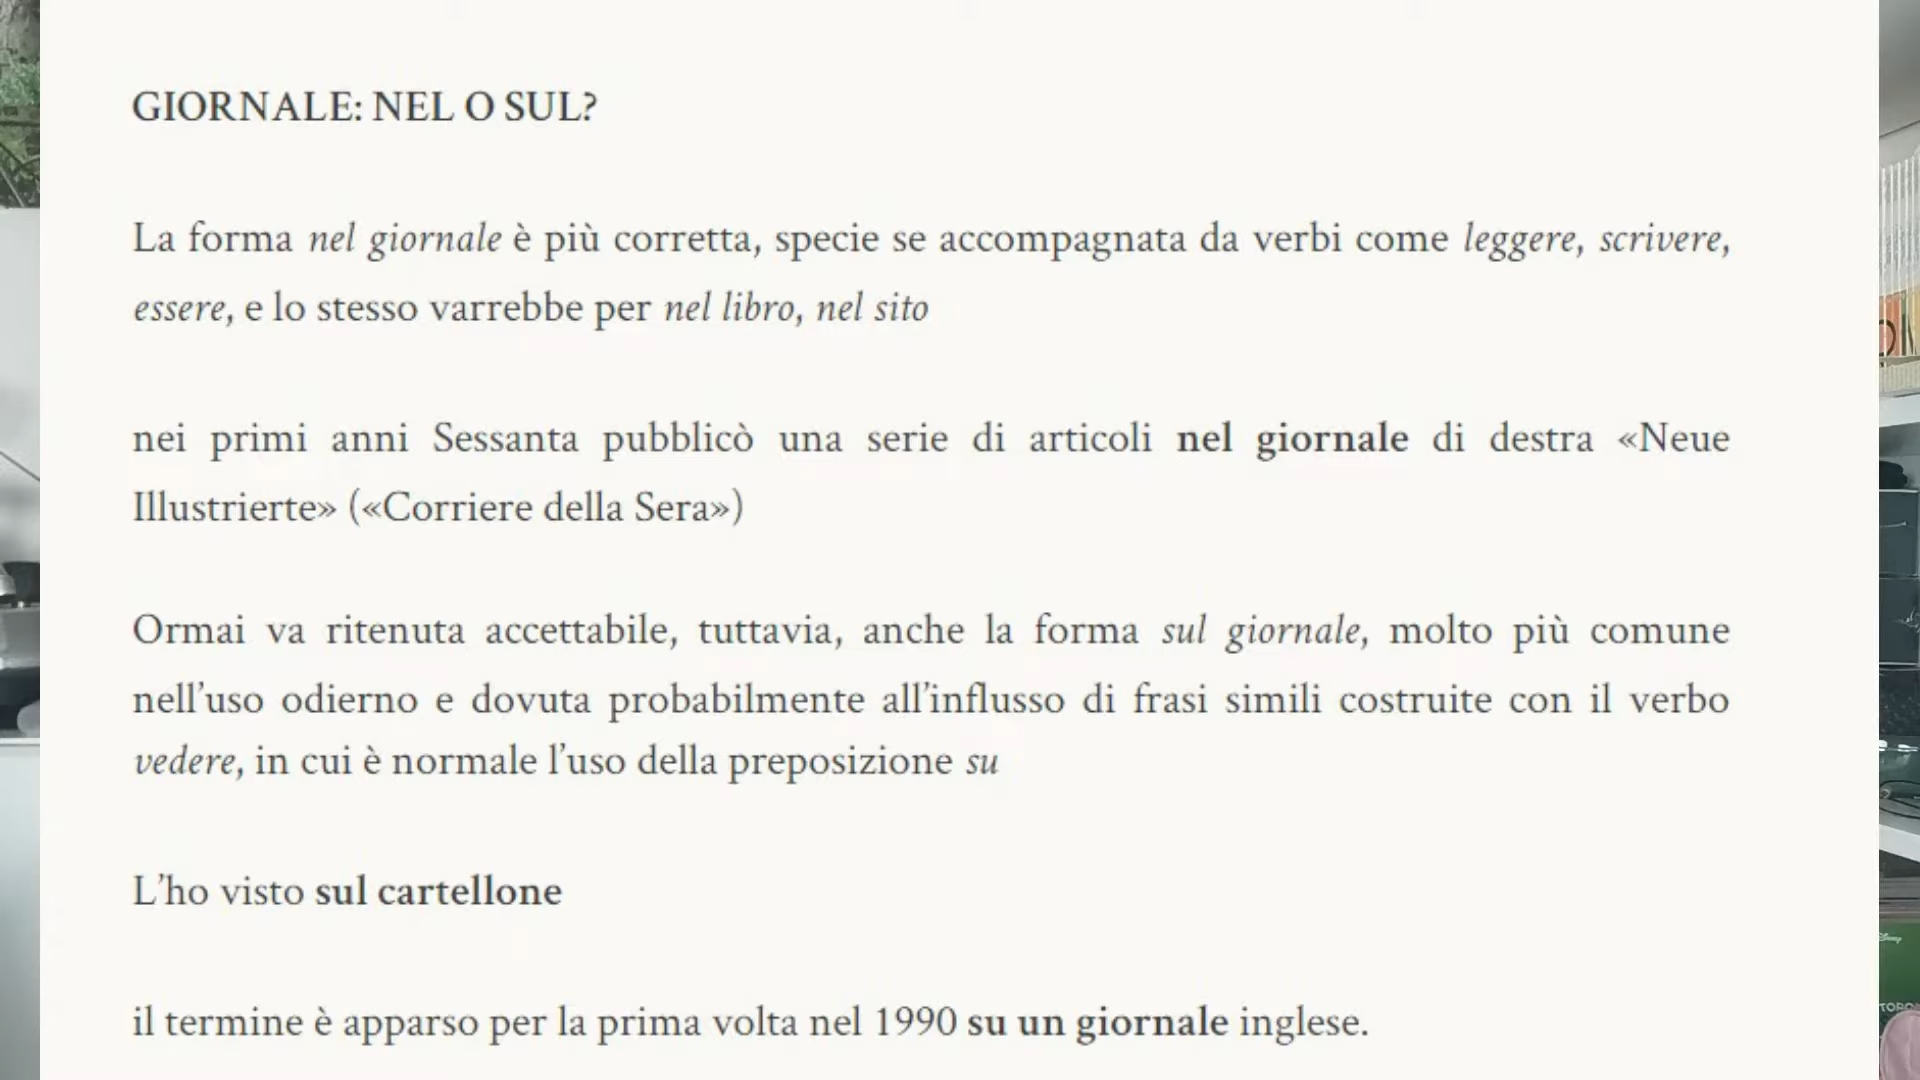 GIORNALE: NEL O SUL?
La forma nel giornale è più corretta, specie se accompagnata da verbi come leggere, scrivere,
essere, e lo stesso varrebbe per nel libro, nel sito
nei primi anni Sessanta pubblicò una serie di articoli nel giornale di destra «Neue
Illustrierte» («Corriere della Sera»)
Ormai va ritenuta accettabile, tuttavia, anche la forma sul giornale, molto più comune
nell’uso odierno e dovuta probabilmente all’influsso di frasi simili costruite con il verbo
vedere, in cui è normale l’uso della preposizione su
L’ho visto sul cartellone
il termine è apparso per la prima volta nel 1990 su un giornale inglese.
Disney